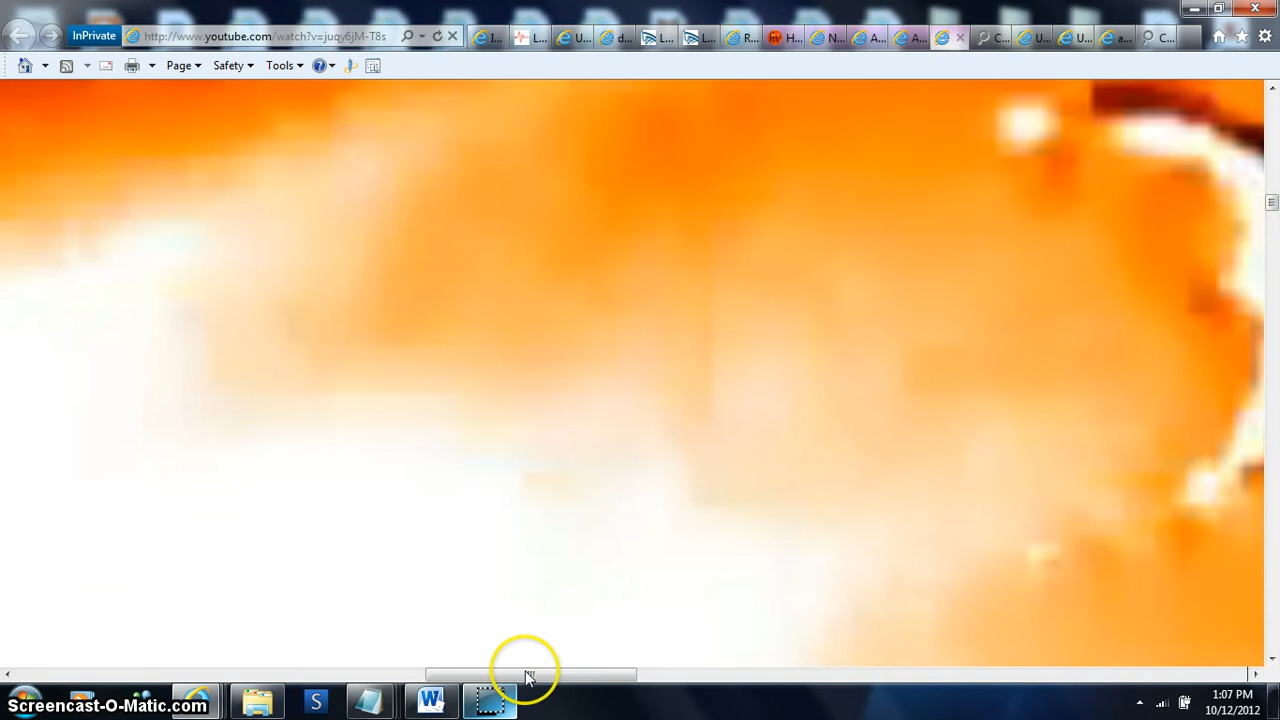 InPrivate http://www.youtube.com/watch?v=juqy6jM-T8s I... L... U... d... L... L... R... H... N... A... A... C... U... U... a... C...
Page Safety Tools
Screencast-O-Matic.com
W
S
1:07 PM
10/12/2012